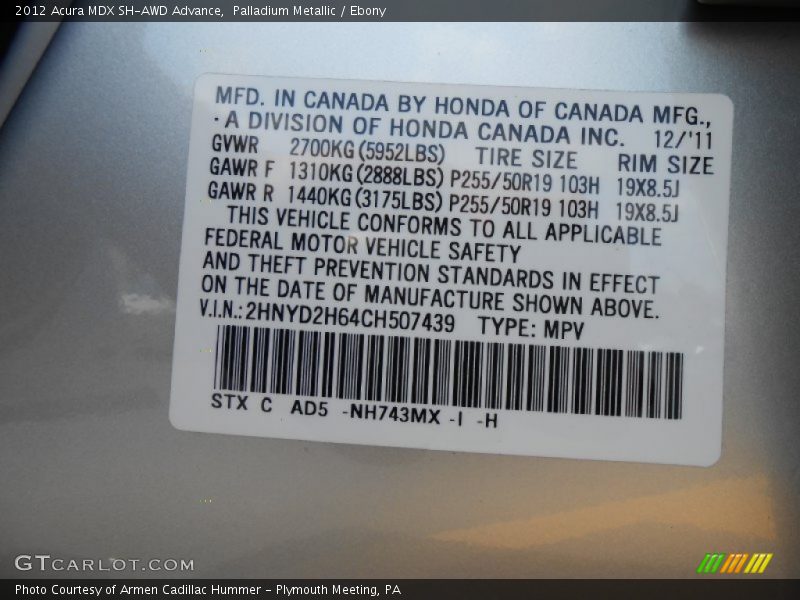 2012 Acura MDX SH-AWD Advance,  Palladium Metallic / Ebony
MFD. IN CANADA BY HONDA OF CANADA MFG.,
·A DIVISION OF HONDA CANADA INC. 12/'11
GVWR 2700KG(5952LBS) TIRE SIZE RIM SIZE
GAWR F 1310KG(2888LBS) P255/50R19 103H 19X8.5J
GAWR R 1440KG(3175LBS) P255/50R19 103H 19X8.5J
THIS VEHICLE CONFORMS TO ALL APPLICABLE
FEDERAL MOTOR VEHICLE SAFETY
AND THEFT PREVENTION STANDARDS IN EFFECT
ON THE DATE OF MANUFACTURE SHOWN ABOVE.
V.I.N.: 2HNYD2H64CH507439 TYPE: MPV
STX C AD5 -NH743MX -I -H
GTCARLOT.COM
Photo Courtesy of Armen Cadillac Hummer - Plymouth Meeting, PA